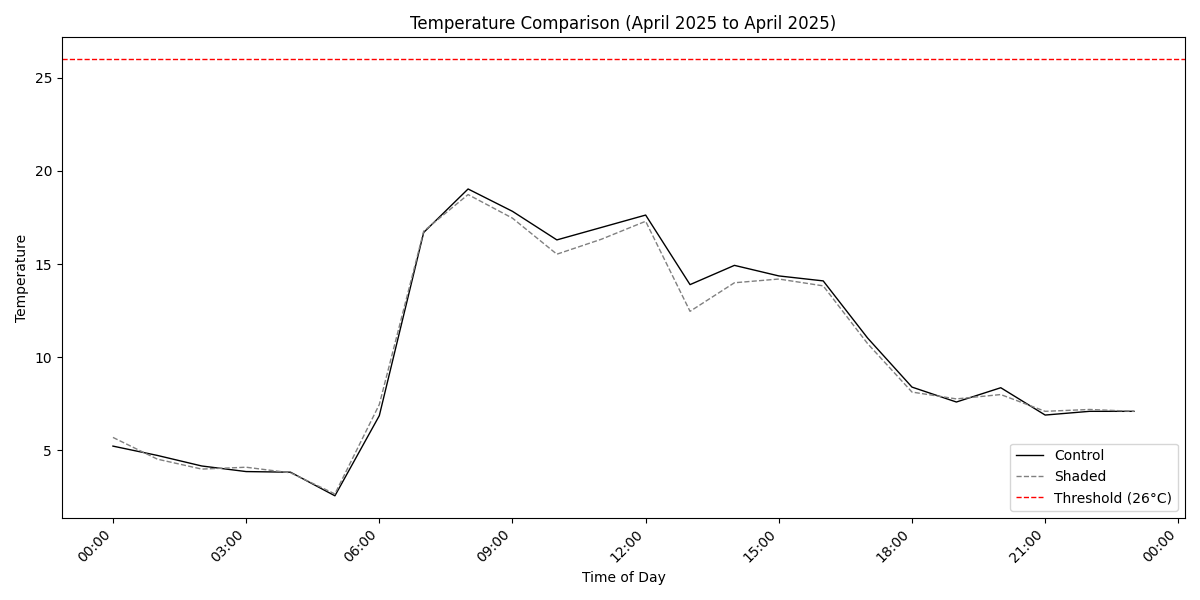 Temperature Comparison (April 2025 to April 2025)
Temperature
25
20
15
10
5
Control
Shaded
Threshold (26°C)
00:00
03:00
06:00
09:00
12:00
15:00
18:00
21:00
00:00
Time of Day